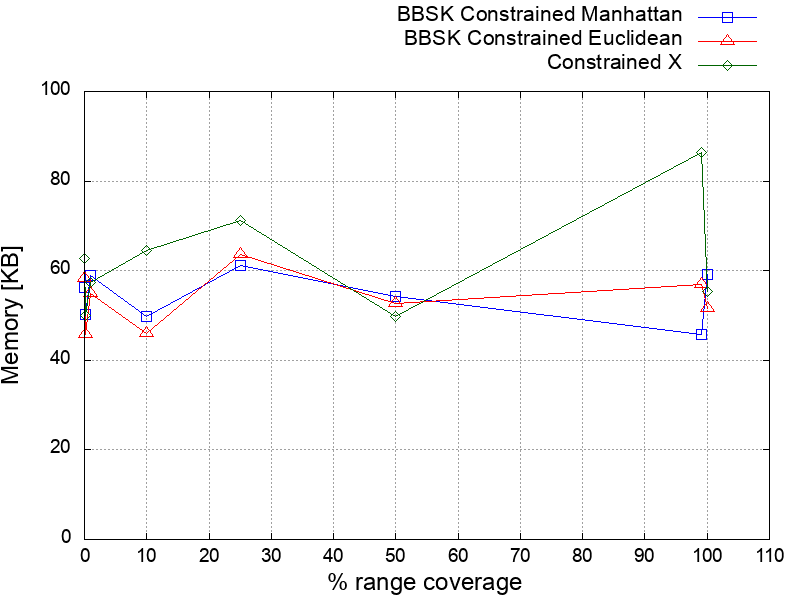 BBSK Constrained Manhattan
BBSK Constrained Euclidean
Constrained X
100
80
60
40
20
0
Memory [KB]
0 10 20 30 40 50 60 70 80 90 100 110
% range coverage